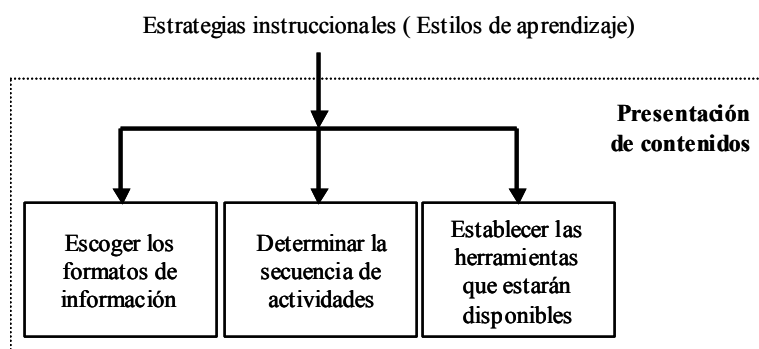 Estrategias instruccionales ( Estilos de aprendizaje)
Presentación
de contenidos
Escoger los
formatos de
información
Determinar la
secuencia de
actividades
Establecer las
herramientas
que estarán
disponibles